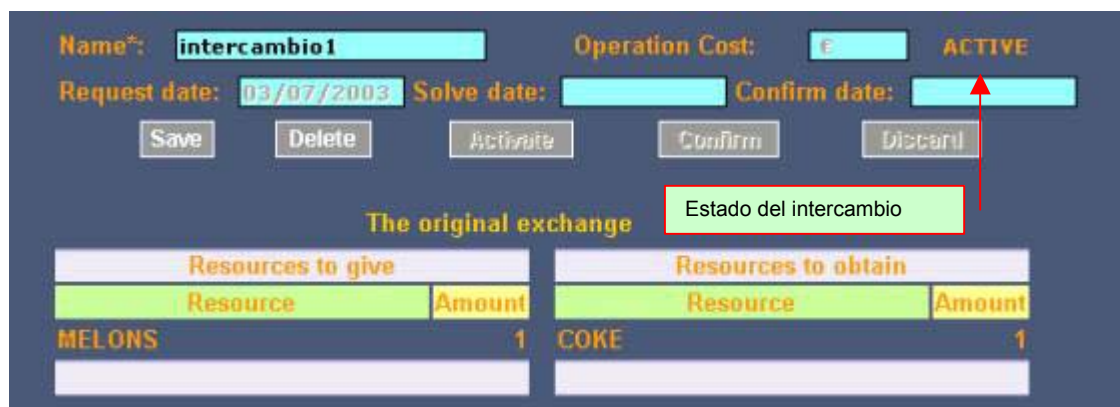 Name*: intercambio1 Operation Cost: € ACTIVE
Request date: 03/07/2003 Solve date: Confirm date:
Save Delete Activate Confirm Discard
Estado del intercambio
The original exchange
Resources to give Resources to obtain
Resource Amount Resource Amount
MELONS 1 COKE 1